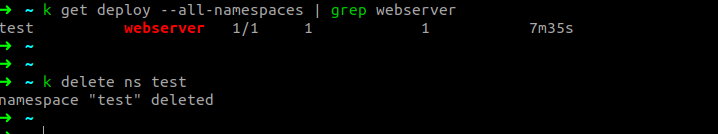 ➜ ~ k get deploy --all-namespaces | grep webserver
test webserver 1/1 1 1 7m35s
➜ ~
➜ ~
➜ ~ k delete ns test
namespace "test" deleted
➜ ~
➜